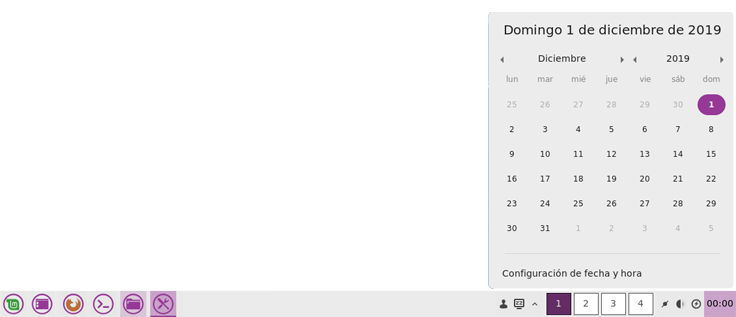 Domingo 1 de diciembre de 2019
Diciembre 2019
lun mar mié jue vie sáb dom
25 26 27 28 29 30 1
2 3 4 5 6 7 8
9 10 11 12 13 14 15
16 17 18 19 20 21 22
23 24 25 26 27 28 29
30 31 1 2 3 4 5
Configuración de fecha y hora
1 2 3 4 00:00